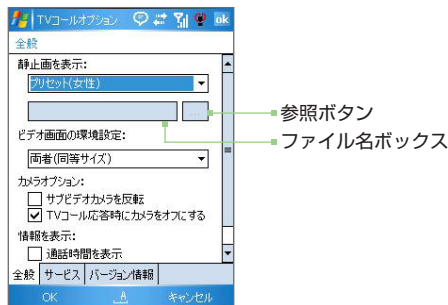 TVコールオプション ok
全般
静止画を表示:
プリセット(女性)
...
参照ボタン
ファイル名ボックス
ビデオ画面の環境設定:
両者(同等サイズ)
カメラオプション:
サブビデオカメラを反転
TVコール応答時にカメラをオフにする
情報を表示:
通話時間を表示
全般 サービス バージョン情報
OK A キャンセル